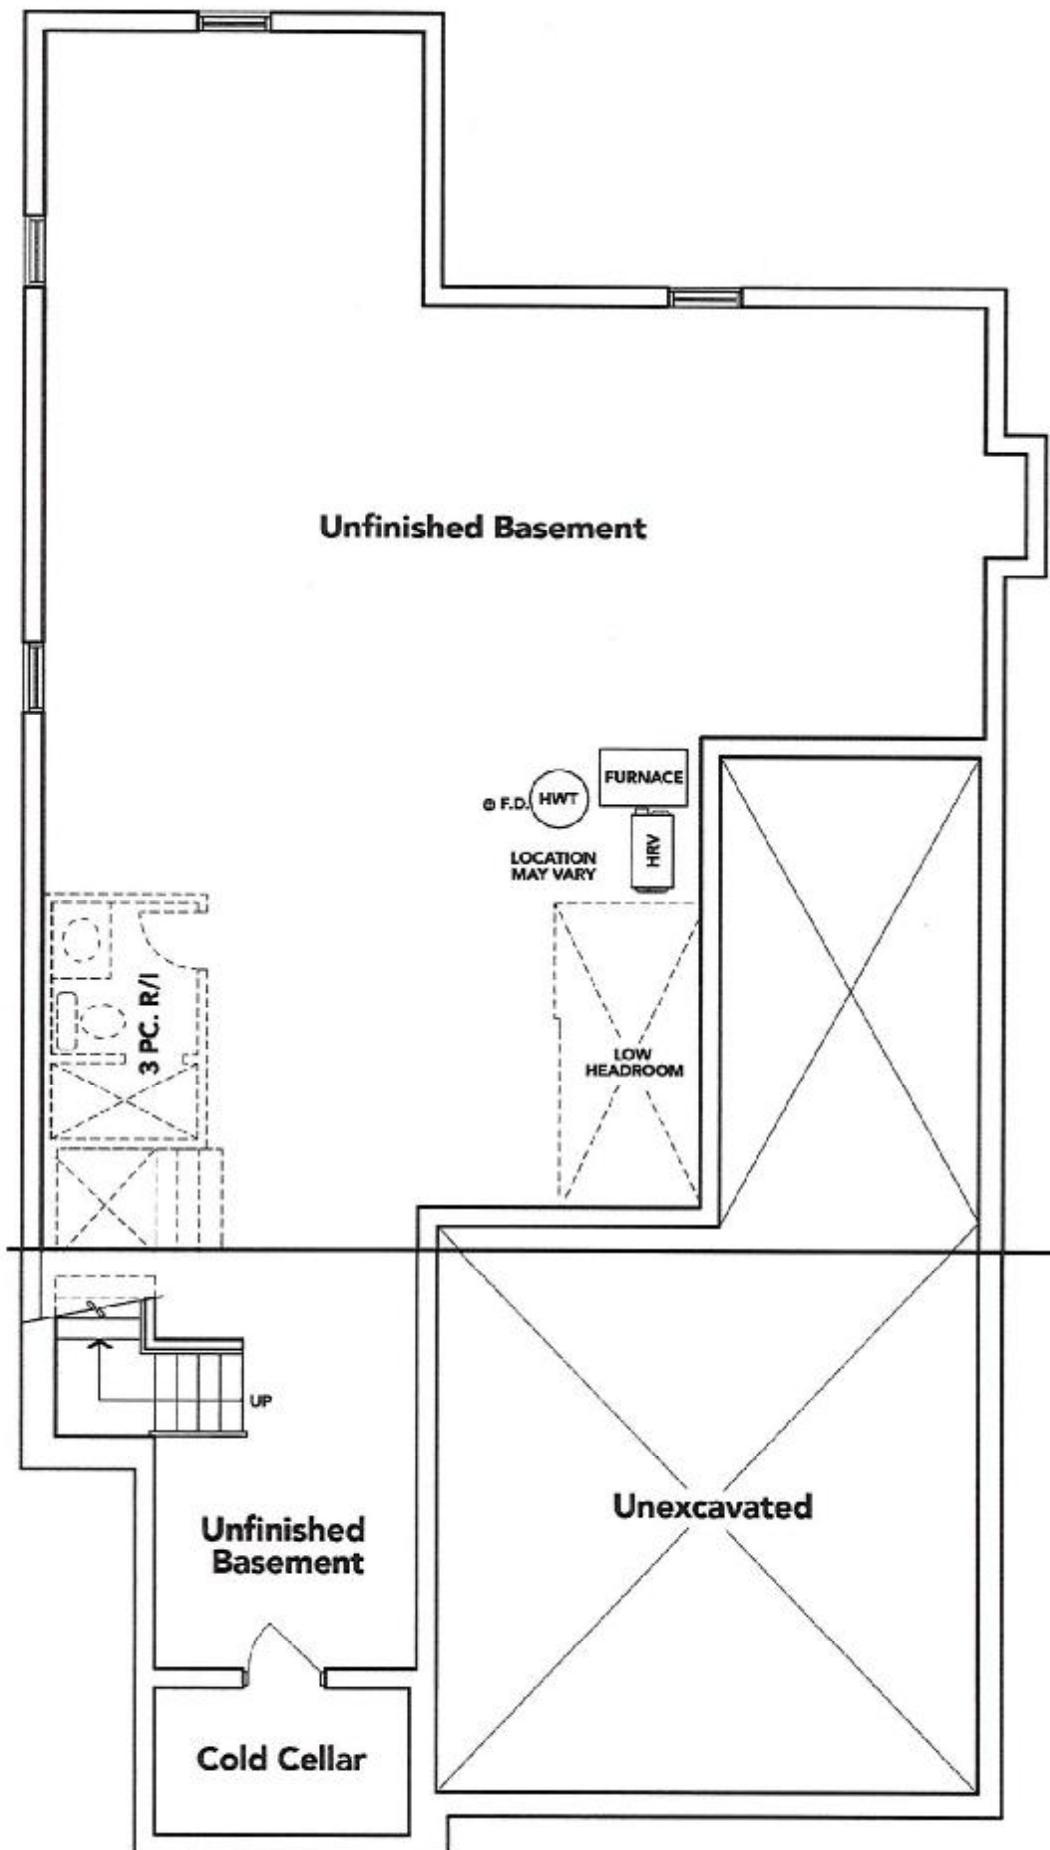 Unfinished Basement
FURNACE
⊕ F.D.
HWT
HRV
LOCATION
MAY VARY
3 PC. R/I
LOW
HEADROOM
UP
Unfinished
Basement
Unexcavated
Cold Cellar